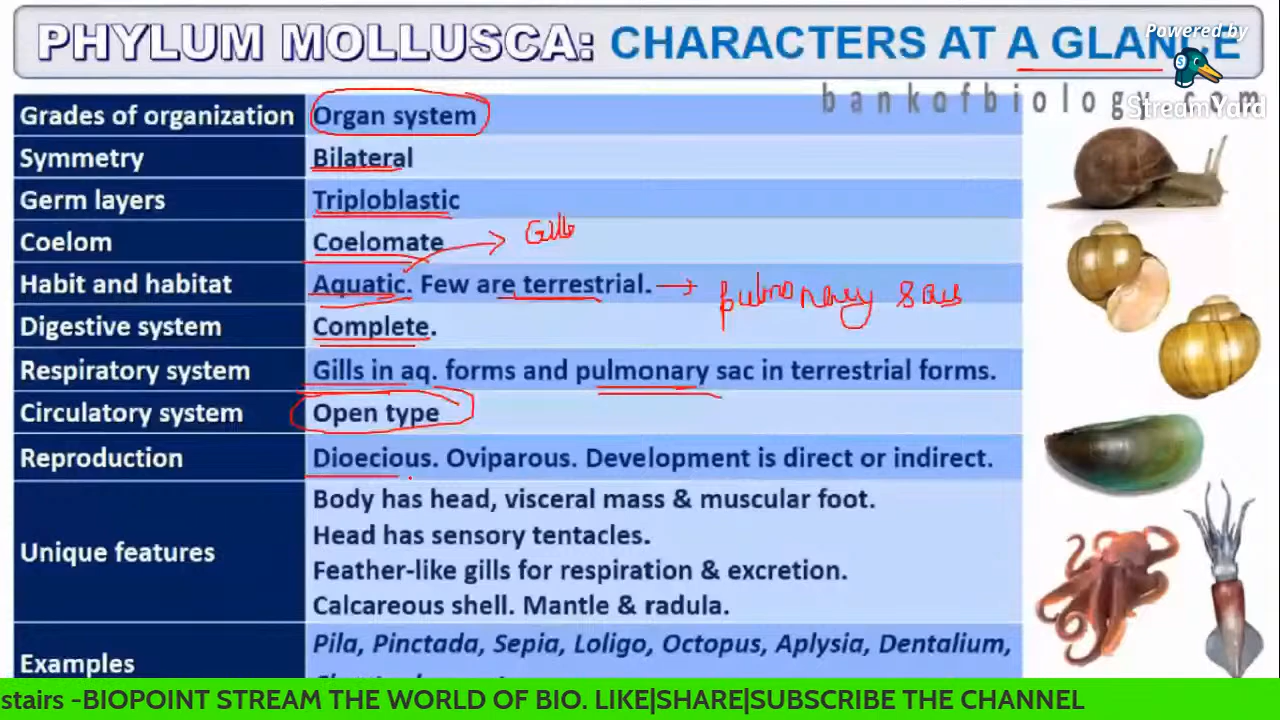 PHYLUM MOLLUSCA: CHARACTERS AT A GLANCE
Powered by
bankofbiology.com
StreamYard
Grades of organization Organ system
Symmetry Bilateral
Germ layers Triploblastic
Coelom Coelomate
Gills
Habit and habitat Aquatic. Few are terrestrial.
pulmonary sacs
Digestive system Complete.
Respiratory system Gills in aq. forms and pulmonary sac in terrestrial forms.
Circulatory system Open type
Reproduction Dioecious. Oviparous. Development is direct or indirect.
Unique features
Body has head, visceral mass & muscular foot.
Head has sensory tentacles.
Feather-like gills for respiration & excretion.
Calcareous shell. Mantle & radula.
Examples
Pila, Pinctada, Sepia, Loligo, Octopus, Aplysia, Dentalium,
stairs -BIOPOINT STREAM THE WORLD OF BIO. LIKE|SHARE|SUBSCRIBE THE CHANNEL